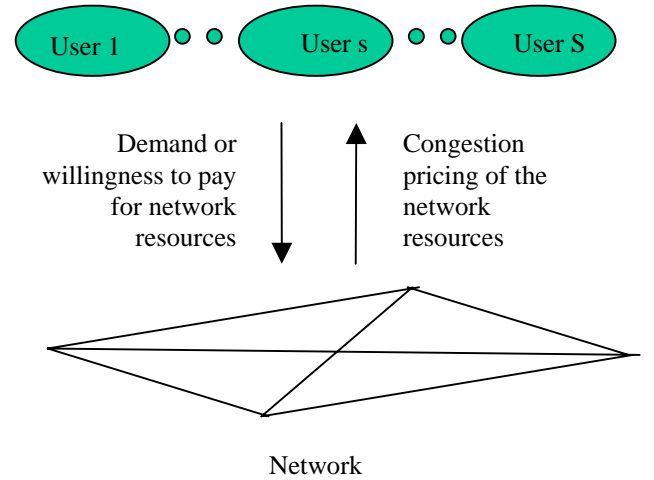 User 1
User s
User S
Demand or
willingness to pay
for network
resources
Congestion
pricing of the
network
resources
Network